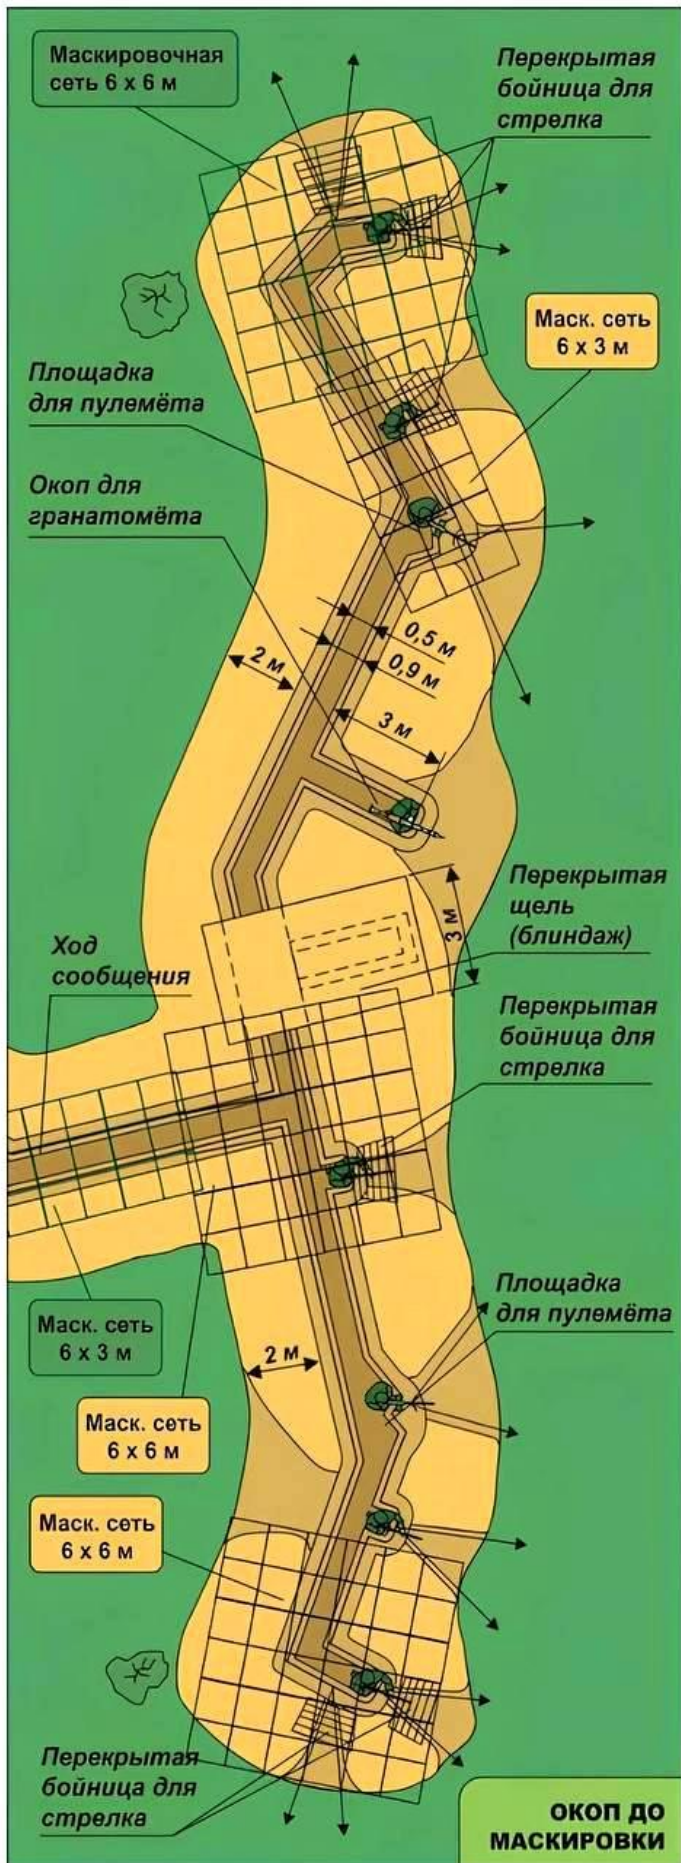 Маскировочная
сеть 6 х 6 м
Перекрытая
бойница для
стрелка
Маск. сеть
6 х 3 м
Площадка
для пулемёта
Окоп для
гранатомёта
0,5 м
0,9 м
2 м
3 м
Перекрытая
щель
(блиндаж)
3 м
Ход
сообщения
Перекрытая
бойница для
стрелка
Площадка
для пулемёта
Маск. сеть
6 х 3 м
2 м
Маск. сеть
6 х 6 м
Маск. сеть
6 х 6 м
Перекрытая
бойница для
стрелка
ОКОП ДО
МАСКИРОВКИ